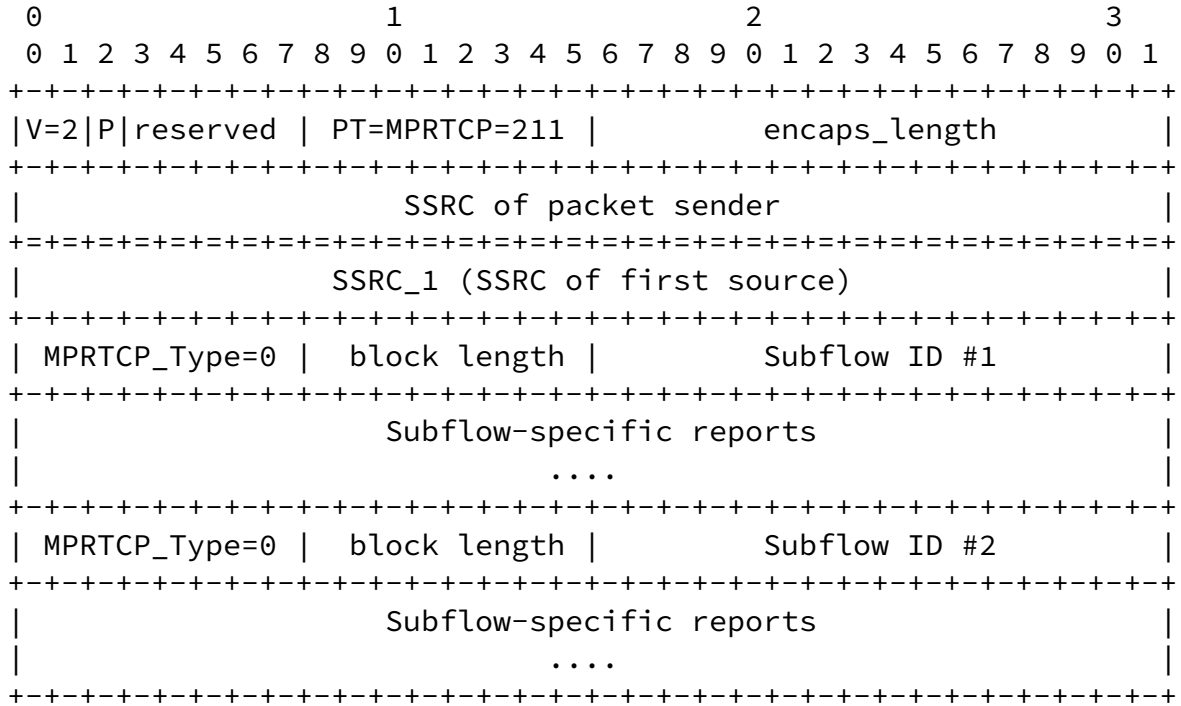 0                   1                   2                   3
 0 1 2 3 4 5 6 7 8 9 0 1 2 3 4 5 6 7 8 9 0 1 2 3 4 5 6 7 8 9 0 1
+-+-+-+-+-+-+-+-+-+-+-+-+-+-+-+-+-+-+-+-+-+-+-+-+-+-+-+-+-+-+-+-+
|V=2|P|reserved | PT=MPRTCP=211 |         encaps_length         |
+-+-+-+-+-+-+-+-+-+-+-+-+-+-+-+-+-+-+-+-+-+-+-+-+-+-+-+-+-+-+-+-+
|                     SSRC of packet sender                     |
+=+=+=+=+=+=+=+=+=+=+=+=+=+=+=+=+=+=+=+=+=+=+=+=+=+=+=+=+=+=+=+=+
|                 SSRC_1 (SSRC of first source)                 |
+-+-+-+-+-+-+-+-+-+-+-+-+-+-+-+-+-+-+-+-+-+-+-+-+-+-+-+-+-+-+-+-+
| MPRTCP_Type=0 |  block length |         Subflow ID #1         |
+-+-+-+-+-+-+-+-+-+-+-+-+-+-+-+-+-+-+-+-+-+-+-+-+-+-+-+-+-+-+-+-+
|                    Subflow-specific reports                   |
|                             ....                              |
+-+-+-+-+-+-+-+-+-+-+-+-+-+-+-+-+-+-+-+-+-+-+-+-+-+-+-+-+-+-+-+-+
| MPRTCP_Type=0 |  block length |         Subflow ID #2         |
+-+-+-+-+-+-+-+-+-+-+-+-+-+-+-+-+-+-+-+-+-+-+-+-+-+-+-+-+-+-+-+-+
|                    Subflow-specific reports                   |
|                             ....                              |
+-+-+-+-+-+-+-+-+-+-+-+-+-+-+-+-+-+-+-+-+-+-+-+-+-+-+-+-+-+-+-+-+